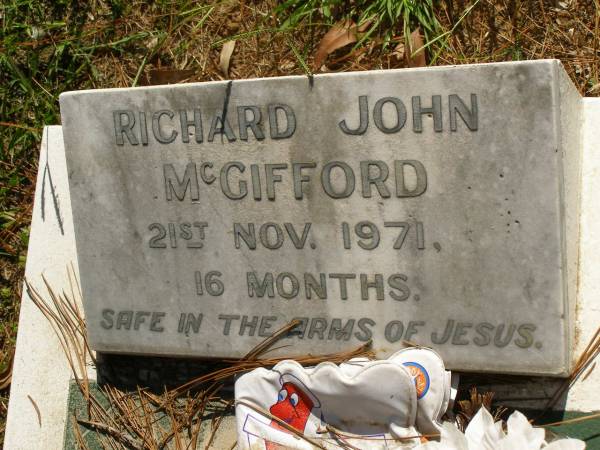 RICHARD JOHN
McGIFFORD
21ST NOV. 1971,
16 MONTHS.
SAFE IN THE ARMS OF JESUS.